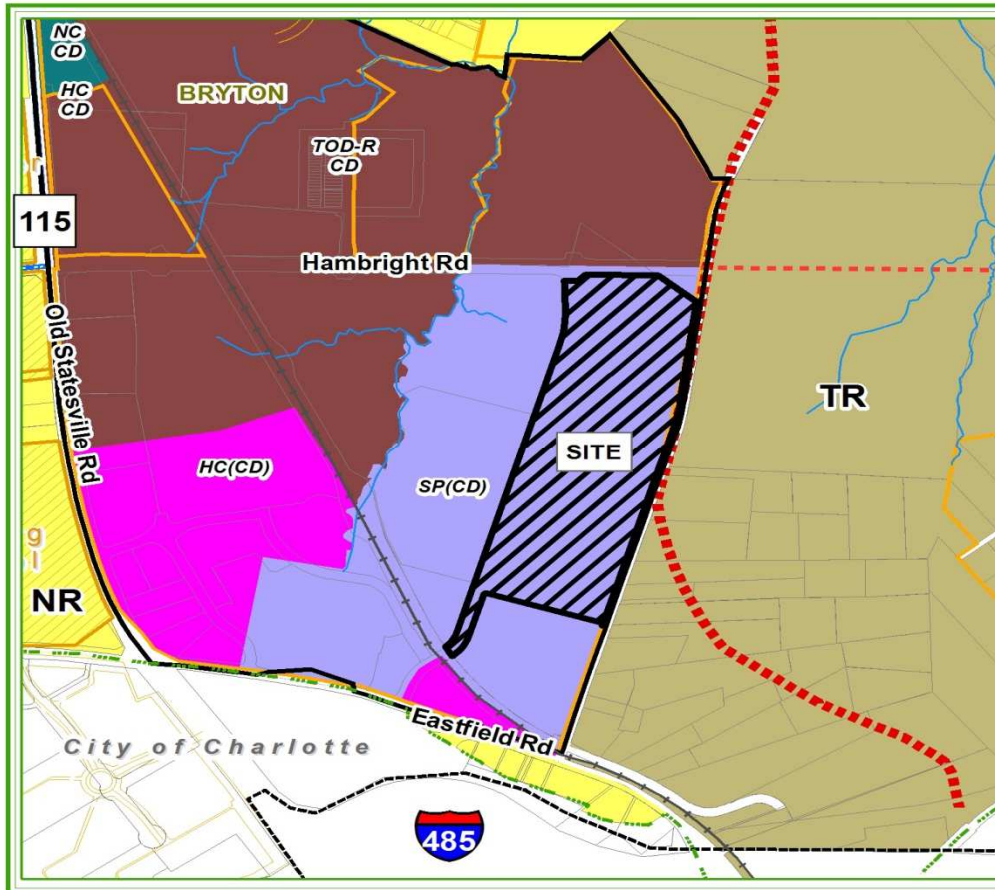 NC
CD
HC
CD
BRYTON
TOD-R
CD
r
115
Hambright Rd
Old Statesville Rd
TR
SITE
HC(CD)
SP(CD)
g
l
NR
Eastfield Rd
City of Charlotte
485